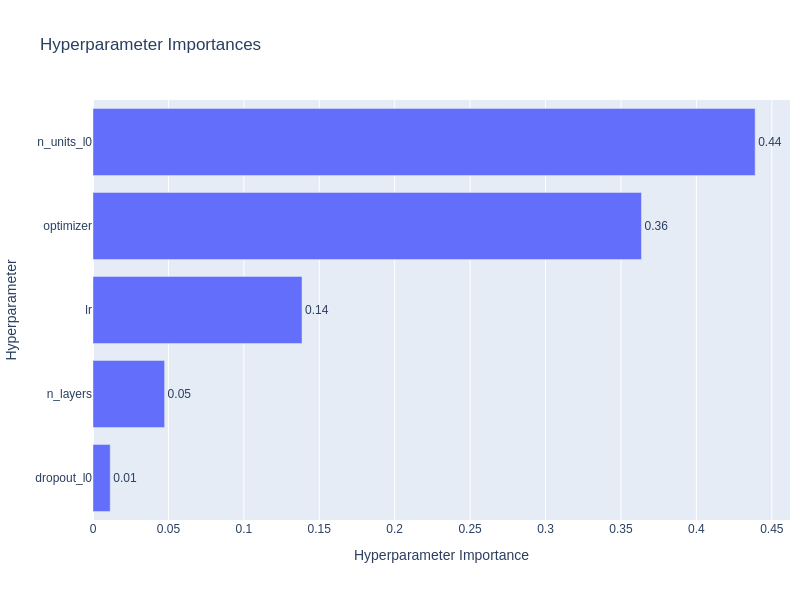 Hyperparameter Importances
n_units_l0
0.44
optimizer
0.36
lr
0.14
n_layers
0.05
dropout_l0
0.01
Hyperparameter
0 0.05 0.1 0.15 0.2 0.25 0.3 0.35 0.4 0.45
Hyperparameter Importance